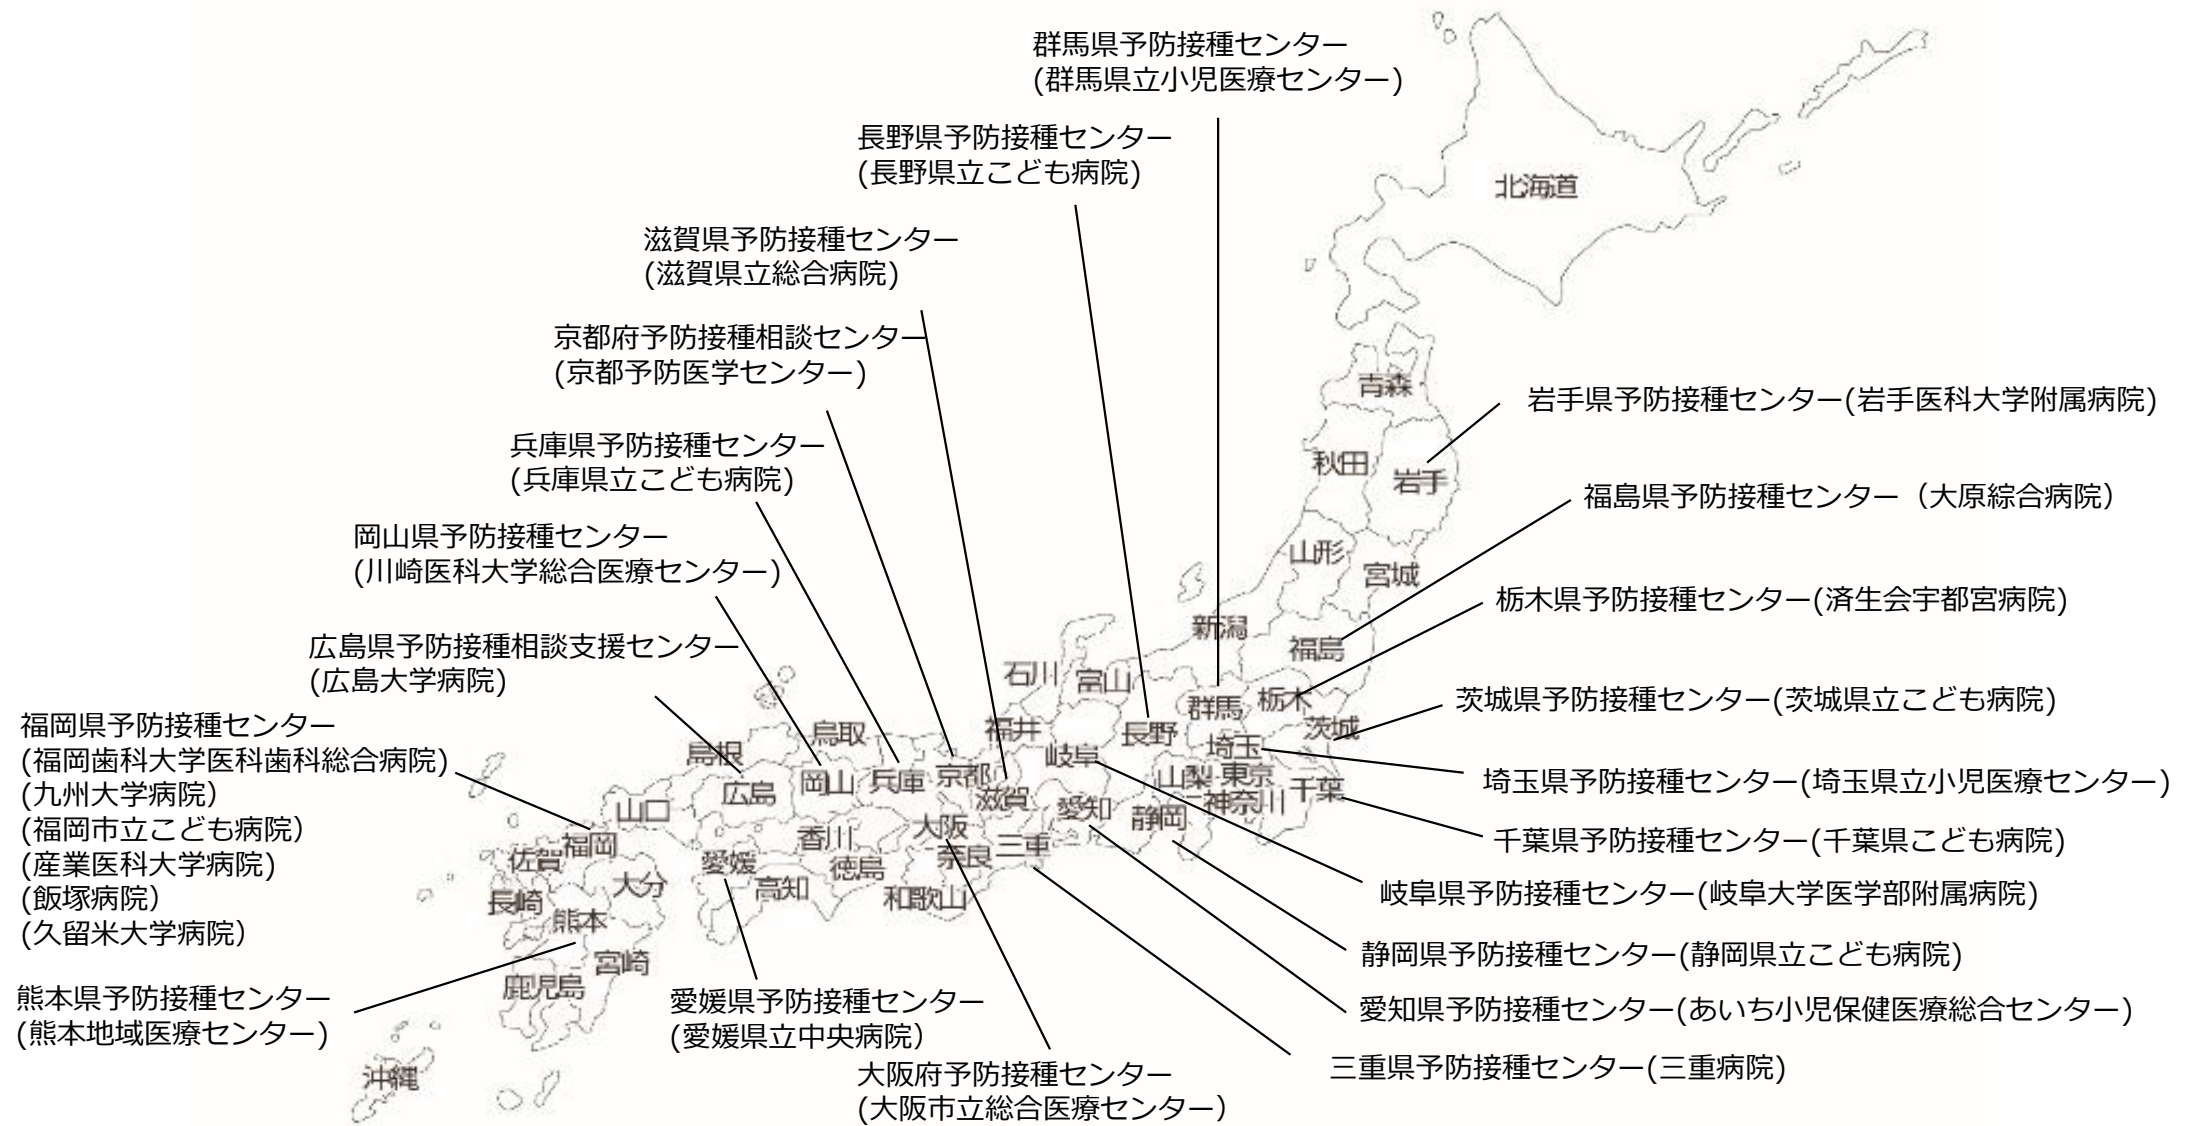 群馬県予防接種センター
(群馬県立小児医療センター)
長野県予防接種センター
(長野県立こども病院)
北海道
滋賀県予防接種センター
(滋賀県立総合病院)
京都府予防接種相談センター
(京都予防医学センター)
青森
岩手県予防接種センター(岩手医科大学附属病院)
兵庫県予防接種センター
(兵庫県立こども病院)
秋田
岩手
福島県予防接種センター（大原綜合病院）
岡山県予防接種センター
(川崎医科大学総合医療センター)
山形
宮城
栃木県予防接種センター(済生会宇都宮病院)
新潟
福島
広島県予防接種相談支援センター
(広島大学病院)
石川
富山
群馬
栃木
茨城県予防接種センター(茨城県立こども病院)
福岡県予防接種センター
(福岡歯科大学医科歯科総合病院)
(九州大学病院）
(福岡市立こども病院）
(産業医科大学病院)
(飯塚病院）
(久留米大学病院）
鳥取
福井
長野
茨城
島根
岐阜
埼玉
岡山
兵庫
京都
山梨
東京
埼玉県予防接種センター(埼玉県立小児医療センター)
広島
滋賀
神奈川
千葉
山口
愛知
静岡
香川
大阪
千葉県予防接種センター(千葉県こども病院)
福岡
佐賀
愛媛
徳島
奈良
三重
大分
高知
和歌山
岐阜県予防接種センター(岐阜大学医学部附属病院)
長崎
熊本
静岡県予防接種センター(静岡県立こども病院)
宮崎
鹿児島
熊本県予防接種センター
(熊本地域医療センター)
愛媛県予防接種センター
(愛媛県立中央病院）
愛知県予防接種センター(あいち小児保健医療総合センター)
沖縄
大阪府予防接種センター
(大阪市立総合医療センター）
三重県予防接種センター(三重病院)